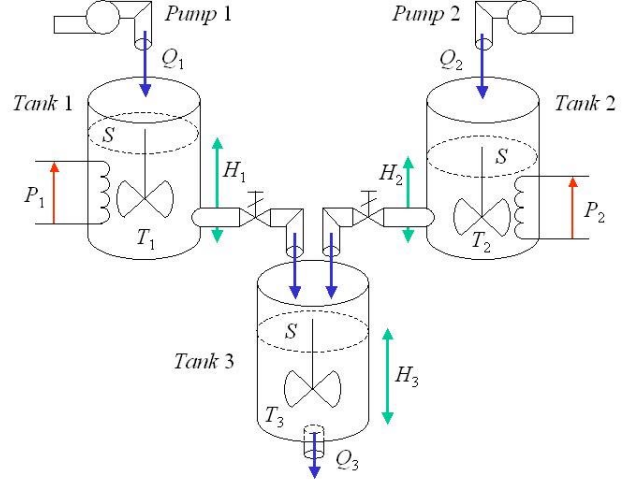 Pump 1
Pump 2
Q1
Q2
Tank 1
Tank 2
S
S
H1
H2
P1
P2
T1
T2
S
Tank 3
H3
T3
Q3